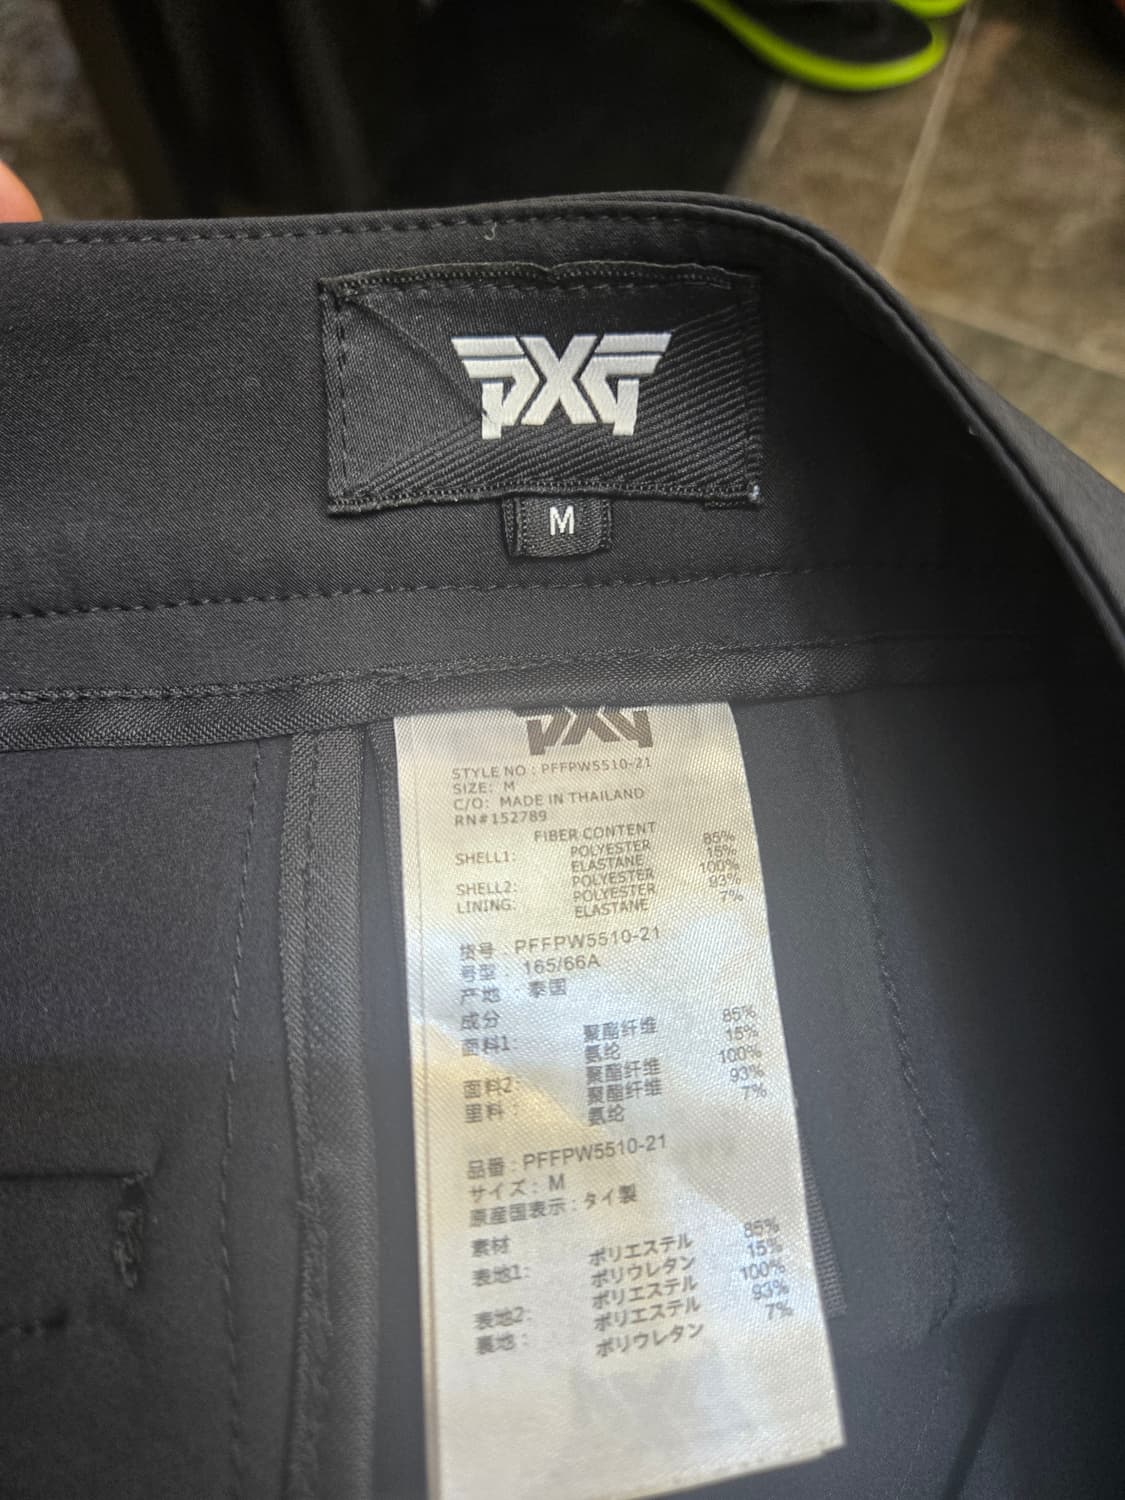 PXG
M
PXG
STYLE NO : PFFPW5510-21
SIZE: M
C/O: MADE IN THAILAND
RN#152789
FIBER CONTENT
SHELL1: POLYESTER 85%
ELASTANE 15%
SHELL2: POLYESTER 100%
LINING: POLYESTER 93%
ELASTANE 7%
货号 : PFFPW5510-21
号型 : 165/66A
产地 泰国
成分
面料1: 聚酯纤维 85%
氨纶 15%
面料2: 聚酯纤维 100%
里料 : 聚酯纤维 93%
氨纶 7%
品番 : PFFPW5510-21
サイズ : M
原産国表示 : タイ製
素材
表地1: ポリエステル 85%
ポリウレタン 15%
表地2: ポリエステル 100%
裏地 : ポリエステル 93%
ポリウレタン 7%